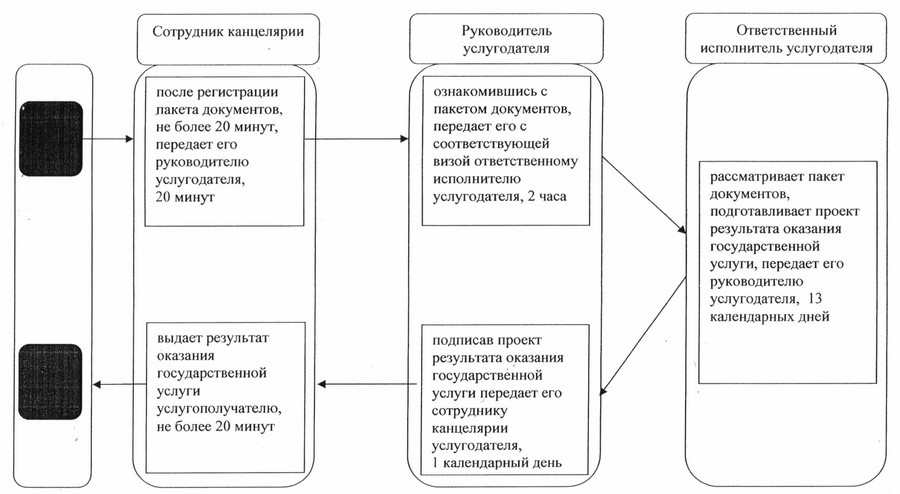 Сотрудник канцелярии
Руководитель
услугодателя
Ответственный
исполнитель услугодателя
после регистрации
пакета документов,
не более 20 минут,
передает его
руководителю
услугодателя,
20 минут
ознакомившись с
пакетом документов,
передает его с
соответствующей
визой ответственному
исполнителю
услугодателя, 2 часа
рассматривает пакет
документов,
подготавливает проект
результата оказания
государственной
услуги, передает его
руководителю
услугодателя, 13
календарных дней
подписав проект
результата оказания
государственной
услуги передает его
сотруднику
канцелярии
услугодателя,
1 календарный день
выдает результат
оказания
государственной
услуги
услугополучателю,
не более 20 минут